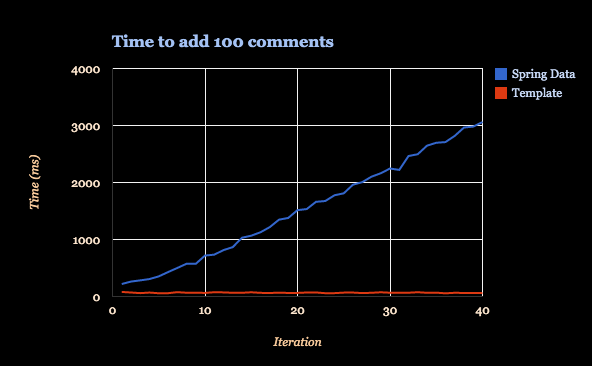 Time to add 100 comments
4000
3000
2000
1000
0
0 10 20 30 40
Time (ms)
Iteration
Spring Data
Template